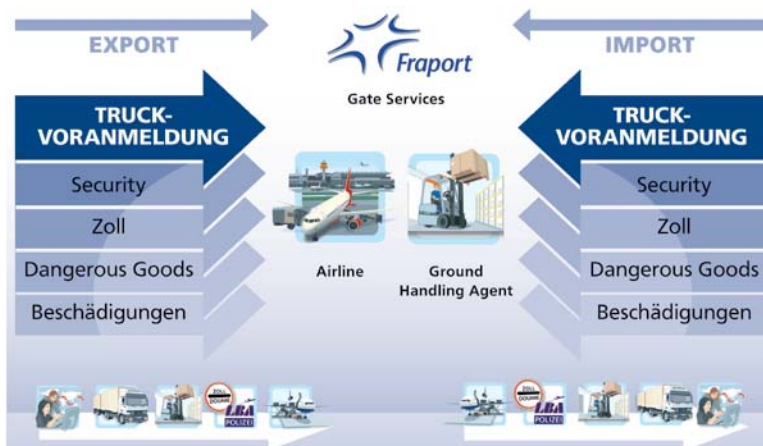 EXPORT
IMPORT
Fraport
Gate Services
TRUCK-
VORANMELDUNG
Security
Zoll
Dangerous Goods
Beschädigungen
Airline
Ground
Handling Agent
TRUCK-
VORANMELDUNG
Security
Zoll
Dangerous Goods
Beschädigungen
ZOLL
DOUANE
LBA
POLIZEI
ZOLL
DOUANE
LBA
POLIZEI